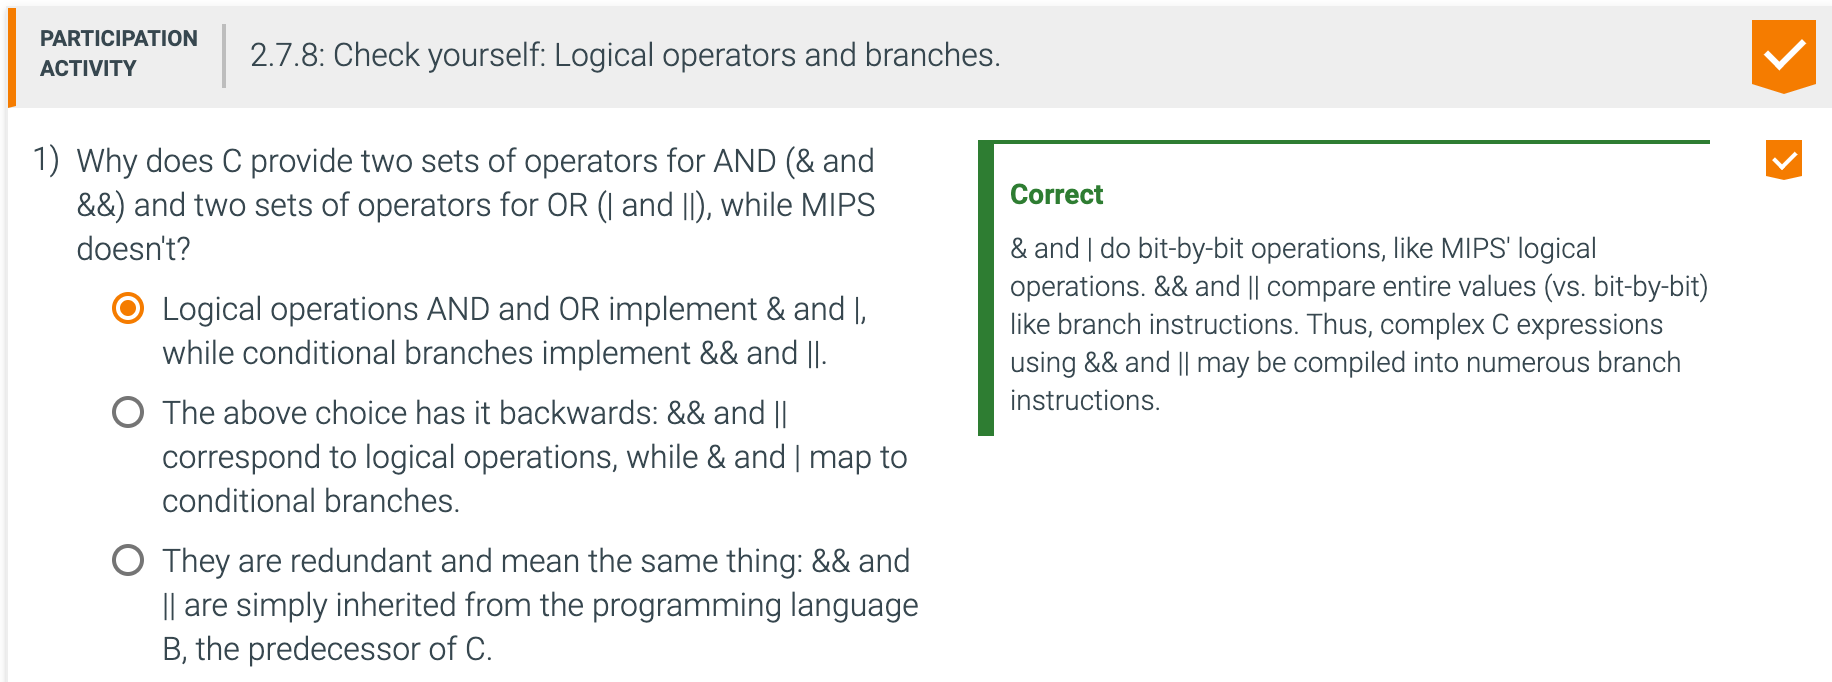 PARTICIPATION
ACTIVITY
2.7.8: Check yourself: Logical operators and branches.
1) Why does C provide two sets of operators for AND (& and
&&) and two sets of operators for OR (| and ||), while MIPS
doesn't?
Logical operations AND and OR implement & and |,
while conditional branches implement && and ||.
The above choice has it backwards: && and ||
correspond to logical operations, while & and | map to
conditional branches.
They are redundant and mean the same thing: && and
|| are simply inherited from the programming language
B, the predecessor of C.
Correct
& and | do bit-by-bit operations, like MIPS' logical
operations. && and || compare entire values (vs. bit-by-bit)
like branch instructions. Thus, complex C expressions
using && and || may be compiled into numerous branch
instructions.